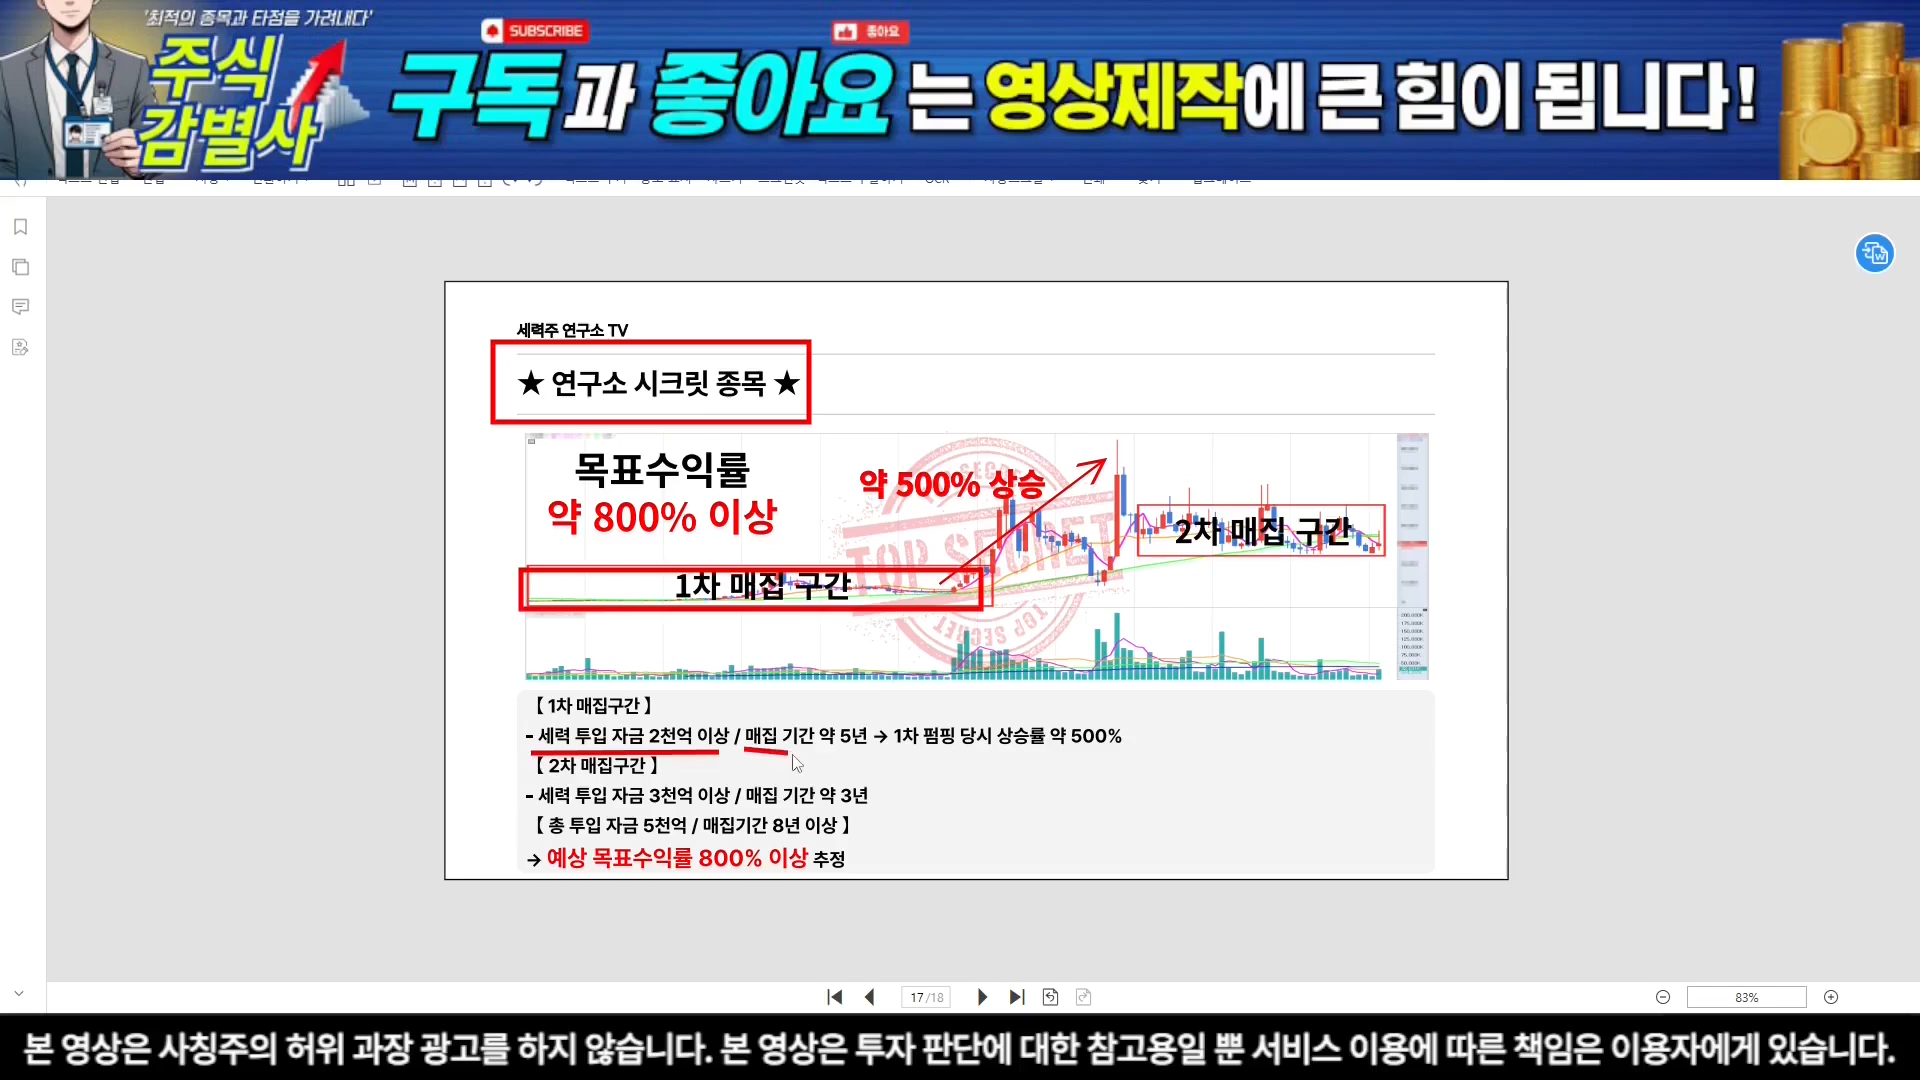 '최적의 종목과 타점을 가려내다'
주식
감별사
SUBSCRIBE
좋아요
구독과 좋아요는 영상제작에 큰 힘이 됩니다!
세력주 연구소 TV
★ 연구소 시크릿 종목 ★
목표수익률
약 800% 이상
약 500% 상승
1차 매집 구간
2차 매집 구간
TOP SECRET
TOP SECRET
【 1차 매집구간 】
- 세력 투입 자금 2천억 이상 / 매집 기간 약 5년 → 1차 펌핑 당시 상승률 약 500%
【 2차 매집구간 】
- 세력 투입 자금 3천억 이상 / 매집 기간 약 3년
【 총 투입 자금 5천억 / 매집기간 8년 이상 】
→ 예상 목표수익률 800% 이상 추정
17 /18
83%
본 영상은 사칭주의 허위 과장 광고를 하지 않습니다. 본 영상은 투자 판단에 대한 참고용일 뿐 서비스 이용에 따른 책임은 이용자에게 있습니다.